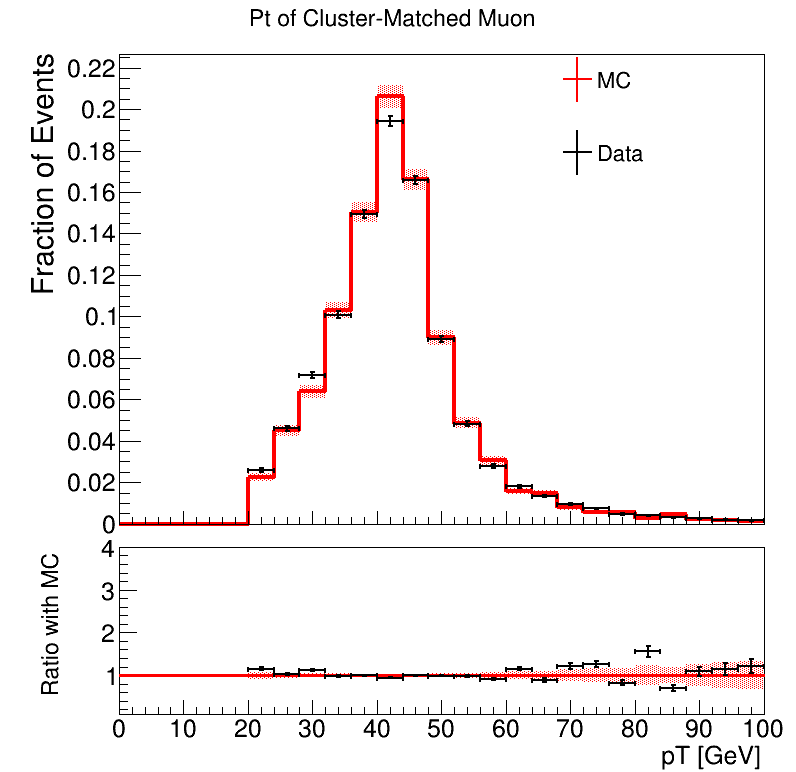 Pt of Cluster-Matched Muon
Fraction of Events
0.22
0.2
0.18
0.16
0.14
0.12
0.1
0.08
0.06
0.04
0.02
0
MC
Data
Ratio with MC
4
3
2
1
0 10 20 30 40 50 60 70 80 90 100
pT [GeV]